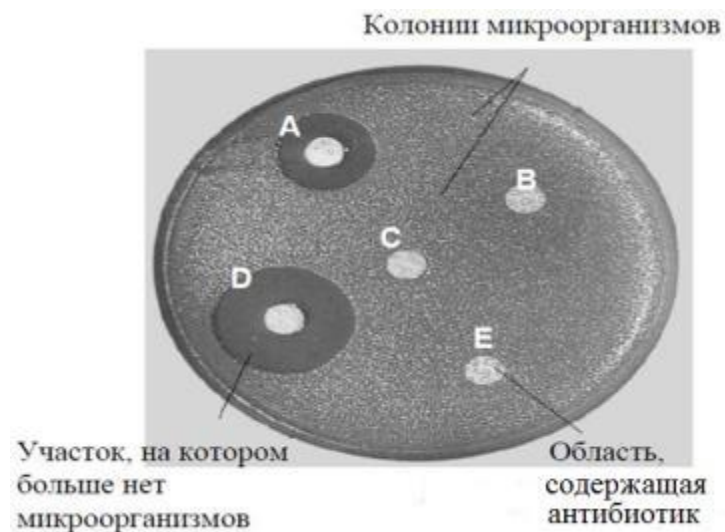 Колонии микроорганизмов
A
B
C
D
E
Участок, на котором
больше нет
микроорганизмов
Область,
содержащая
антибиотик